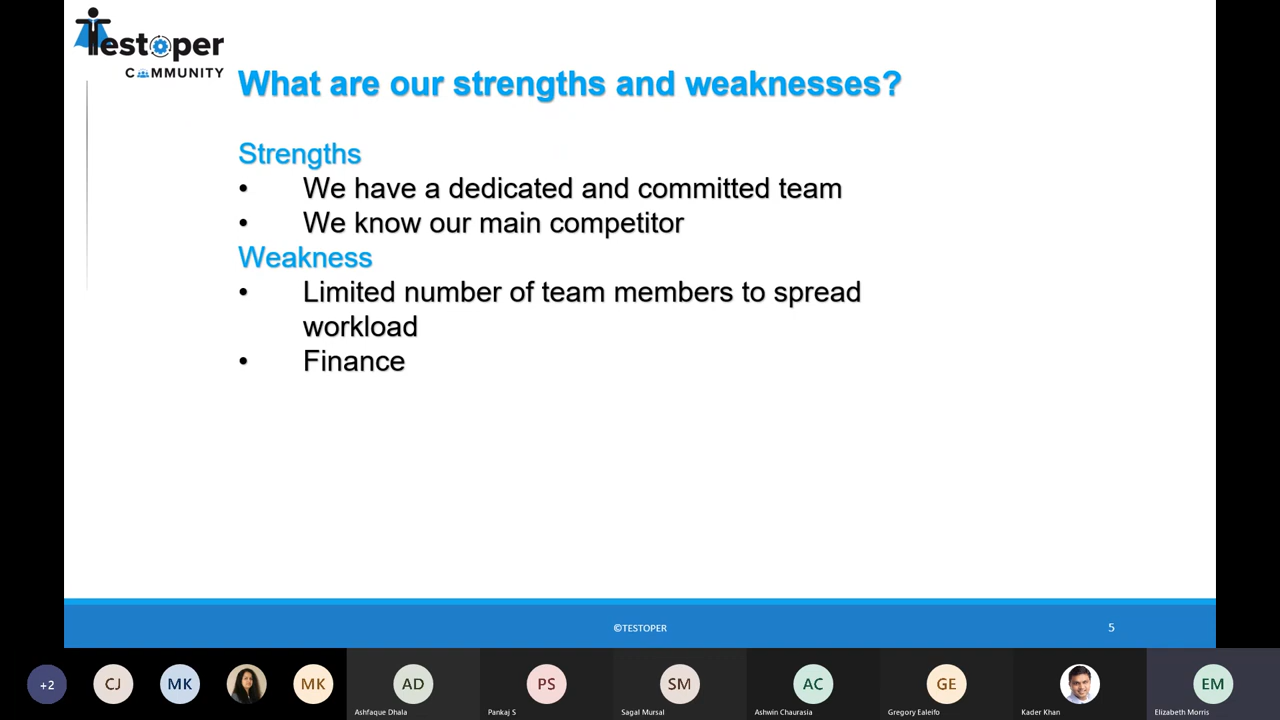 Testoper
COMMUNITY
What are our strengths and weaknesses?
Strengths
• We have a dedicated and committed team
• We know our main competitor
Weakness
• Limited number of team members to spread
workload
• Finance
©TESTOPER
5
+2
CJ
MK
MK
AD
PS
SM
AC
GE
EM
Ashfaque Dhala
Pankaj S
Sagal Mursal
Ashwin Chaurasia
Gregory Ealeifo
Kader Khan
Elizabeth Morris